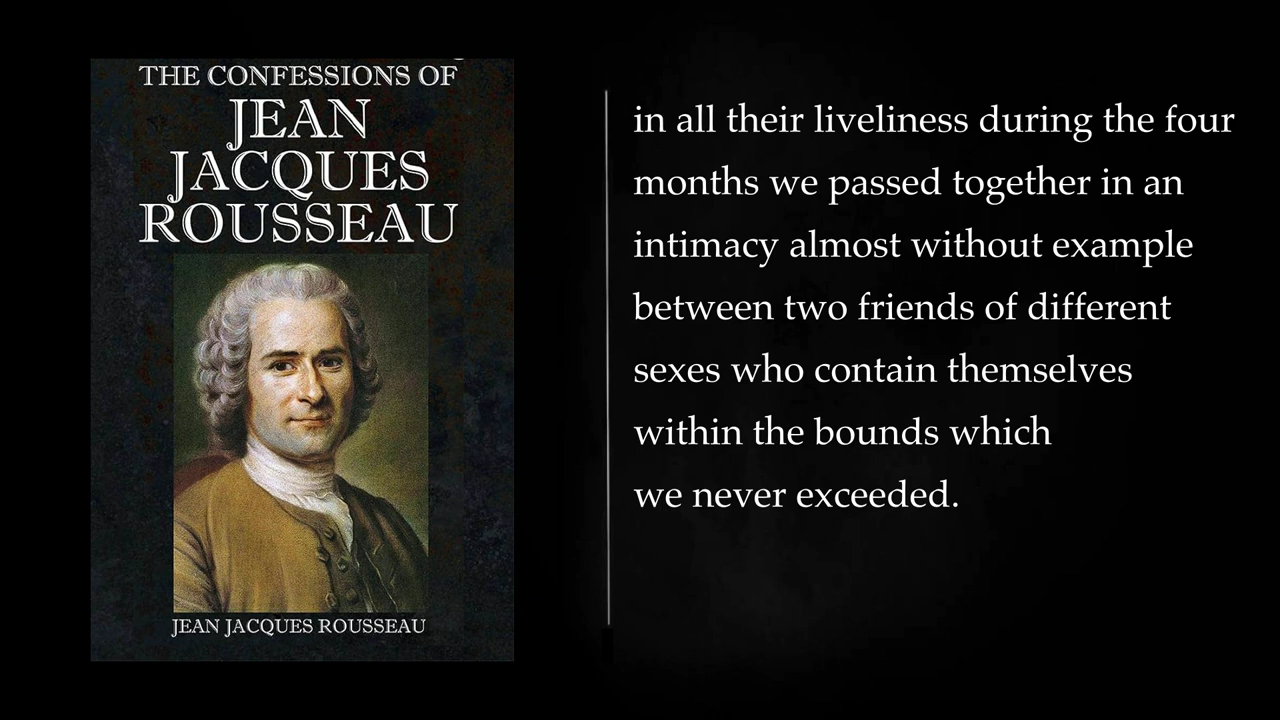 THE CONFESSIONS OF
JEAN
JACQUES
ROUSSEAU
JEAN JACQUES ROUSSEAU
in all their liveliness during the four
months we passed together in an
intimacy almost without example
between two friends of different
sexes who contain themselves
within the bounds which
we never exceeded.